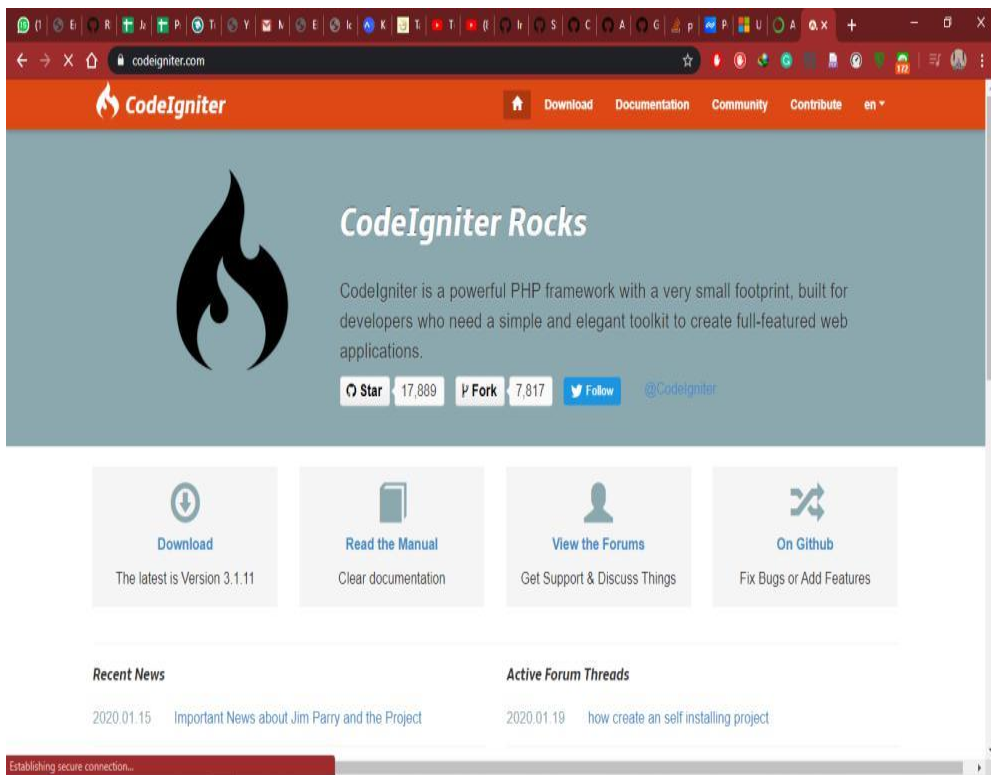 codeigniter.com
172
CodeIgniter
Download Documentation Community Contribute en
CodeIgniter Rocks
CodeIgniter is a powerful PHP framework with a very small footprint, built for
developers who need a simple and elegant toolkit to create full-featured web
applications.
Star 17,889 Fork 7,817 Follow @CodeIgniter
Download
The latest is Version 3.1.11
Read the Manual
Clear documentation
View the Forums
Get Support & Discuss Things
On Github
Fix Bugs or Add Features
Recent News
2020.01.15 Important News about Jim Parry and the Project
Active Forum Threads
2020.01.19 how create an self installing project
Establishing secure connection...